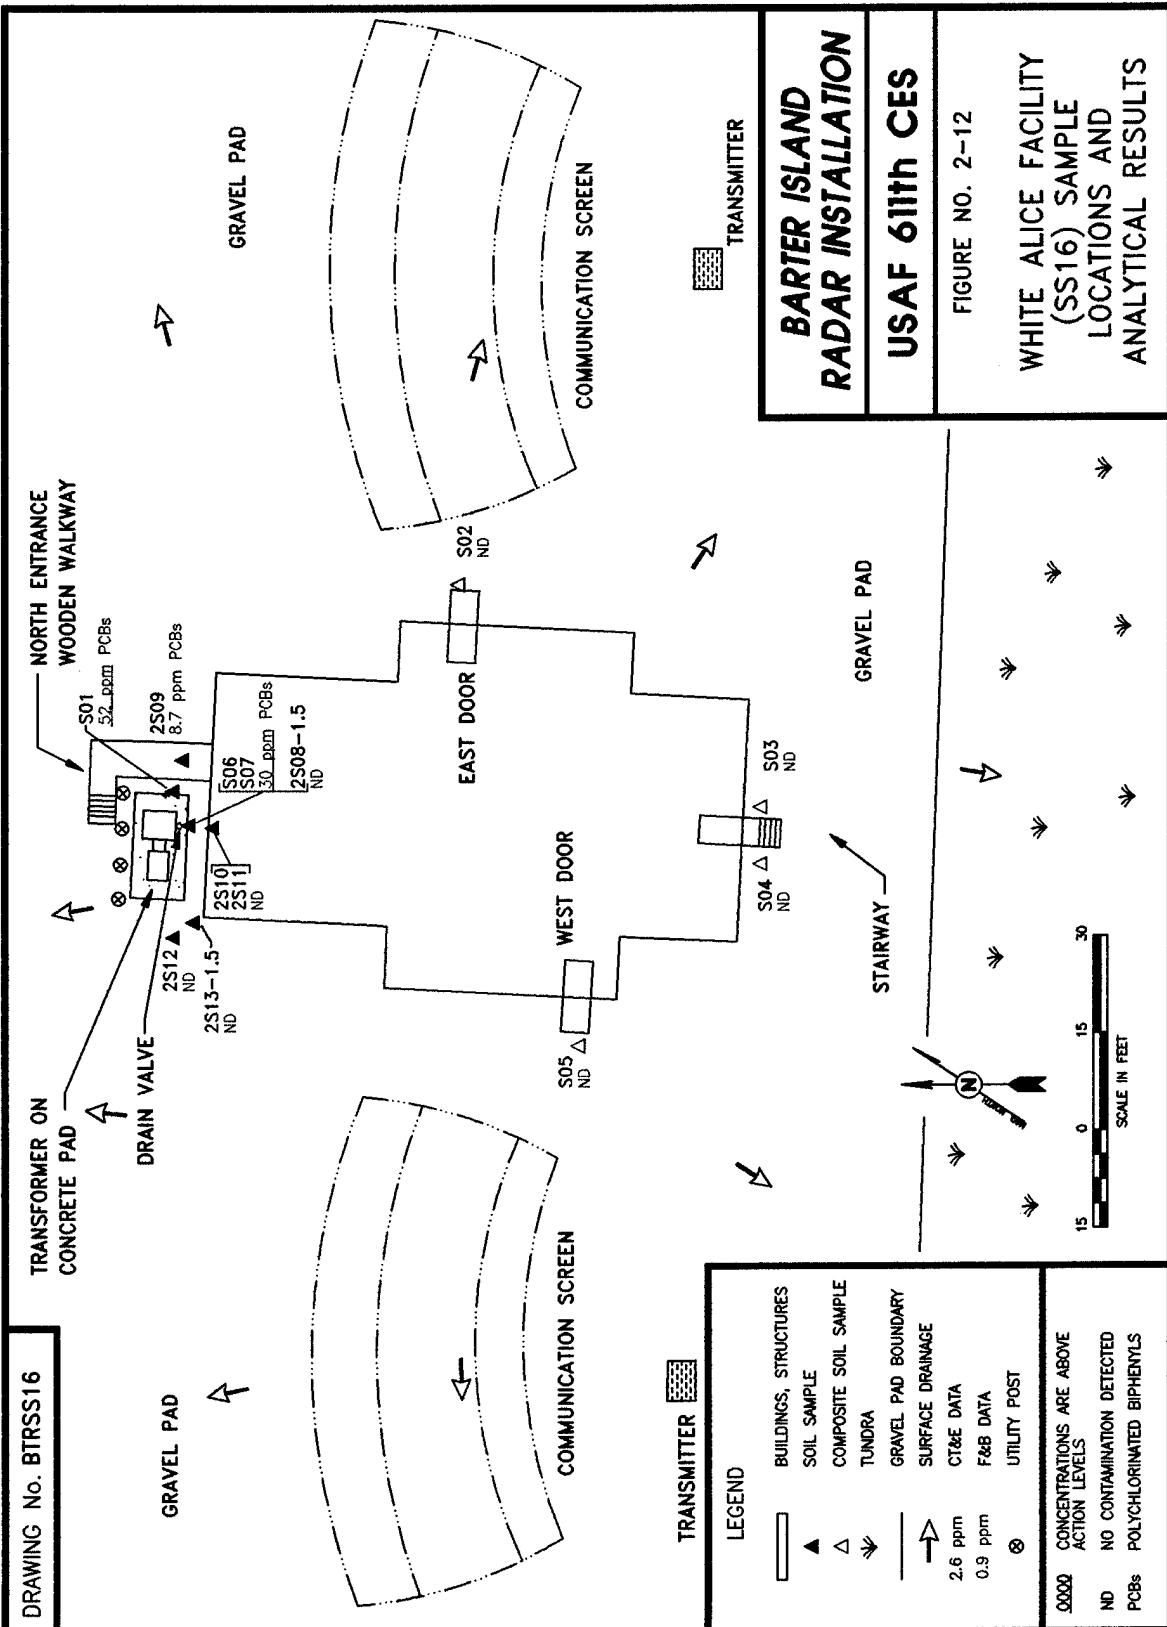 DRAWING No. BTRSS16
TRANSFORMER ON
CONCRETE PAD
DRAIN VALVE
NORTH ENTRANCE
WOODEN WALKWAY
S01
52 ppm PCBs
2S09
8.7 ppm PCBs
S06
S07
30 ppm PCBs
2S08-1.5
ND
2S10
2S11
ND
2S12
ND
2S13-1.5
ND
GRAVEL PAD
GRAVEL PAD
EAST DOOR
S02
ND
WEST DOOR
S05
ND
S04
ND
S03
ND
COMMUNICATION SCREEN
COMMUNICATION SCREEN
TRANSMITTER
TRANSMITTER
STAIRWAY
GRAVEL PAD
N
15
0
15
30
SCALE IN FEET
LEGEND
BUILDINGS, STRUCTURES
SOIL SAMPLE
COMPOSITE SOIL SAMPLE
TUNDRA
GRAVEL PAD BOUNDARY
SURFACE DRAINAGE
2.6 ppm CT&E DATA
0.9 ppm F&B DATA
UTILITY POST
0000 CONCENTRATIONS ARE ABOVE
ACTION LEVELS
ND NO CONTAMINATION DETECTED
PCBs POLYCHLORINATED BIPHENYLS
BARTER ISLAND
RADAR INSTALLATION
USAF 611th CES
FIGURE NO. 2-12
WHITE ALICE FACILITY
(SS16) SAMPLE
LOCATIONS AND
ANALYTICAL RESULTS